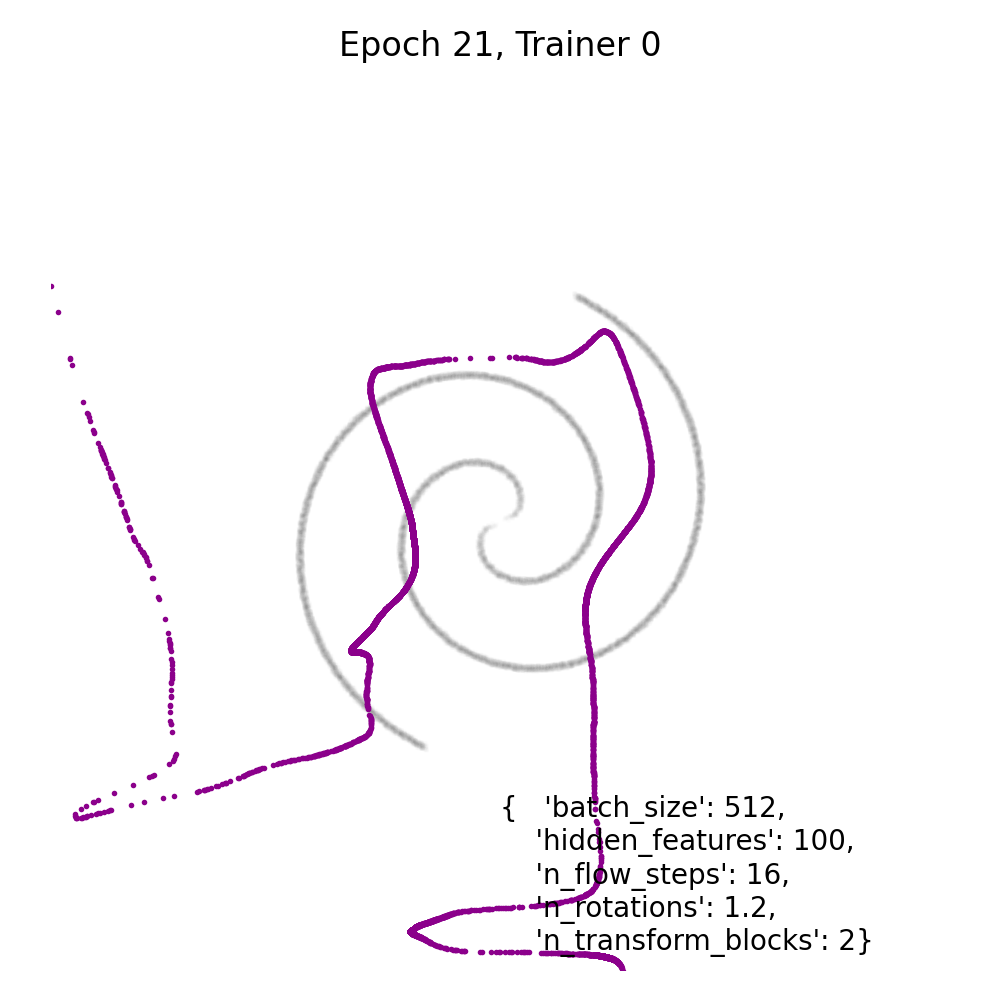 Epoch 21, Trainer 0
{   'batch_size': 512,
'hidden_features': 100,
'n_flow_steps': 16,
'n_rotations': 1.2,
'n_transform_blocks': 2}